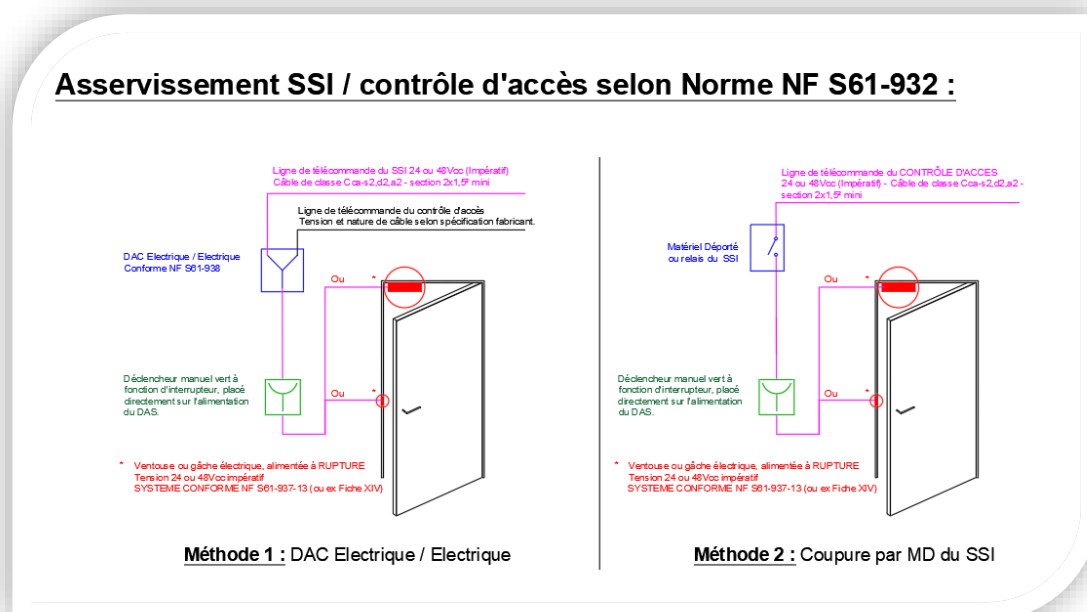 Asservissement SSI / contrôle d'accès selon Norme NF S61-932 :
Ligne de télécommande du SSI 24 ou 48Vcc (Impératif)
Câble de classe Cca-s2,d2,a2 - section 2x1,5² mini
Ligne de télécommande du contrôle d'accès
Tension et nature de câble selon spécification fabricant.
DAC Electrique / Electrique
Conforme NF S61-938
Ou *
Déclencheur manuel vert à
fonction d'interrupteur, placé
directement sur l'alimentation
du DAS.
Ou *
* Ventouse ou gâche électrique, alimentée à RUPTURE
Tension 24 ou 48Vcc impératif
SYSTEME CONFORME NF S61-937-13 (ou ex Fiche XIV)
Méthode 1 : DAC Electrique / Electrique
Ligne de télécommande du CONTRÔLE D'ACCES
24 ou 48Vcc (Impératif) - Câble de classe Cca-s2,d2,a2 -
section 2x1,5² mini
Matériel Déporté
ou relais du SSI
Ou *
Déclencheur manuel vert à
fonction d'interrupteur, placé
directement sur l'alimentation
du DAS.
Ou *
* Ventouse ou gâche électrique, alimentée à RUPTURE
Tension 24 ou 48Vcc impératif
SYSTEME CONFORME NF S61-937-13 (ou ex Fiche XIV)
Méthode 2 : Coupure par MD du SSI